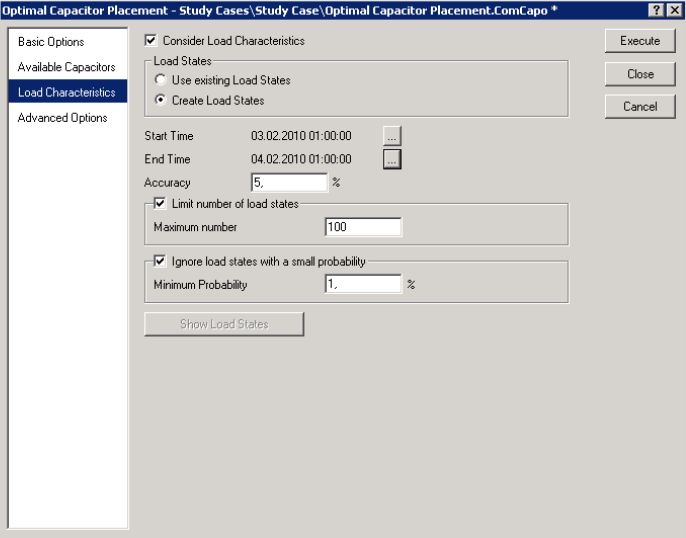 Optimal Capacitor Placement - Study Cases\Study Case\Optimal Capacitor Placement.ComCapo *
Basic Options
Available Capacitors
Load Characteristics
Advanced Options
Consider Load Characteristics
Load States
Use existing Load States
Create Load States
Start Time 03.02.2010 01:00:00 ...
End Time 04.02.2010 01:00:00 ...
Accuracy 5, %
Limit number of load states
Maximum number 100
Ignore load states with a small probability
Minimum Probability 1, %
Show Load States
Execute
Close
Cancel